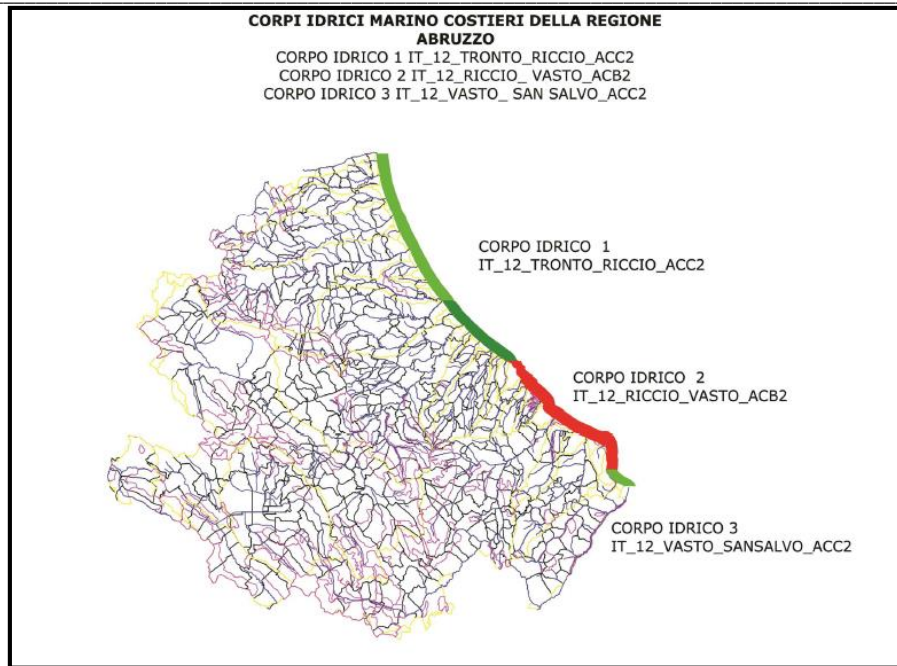 CORPI IDRICI MARINO COSTIERI DELLA REGIONE
ABRUZZO
CORPO IDRICO 1 IT_12_TRONTO_RICCIO_ACC2
CORPO IDRICO 2 IT_12_RICCIO_ VASTO_ACB2
CORPO IDRICO 3 IT_12_VASTO_ SAN SALVO_ACC2
CORPO IDRICO 1
IT_12_TRONTO_RICCIO_ACC2
CORPO IDRICO 2
IT_12_RICCIO_VASTO_ACB2
CORPO IDRICO 3
IT_12_VASTO_SANSALVO_ACC2